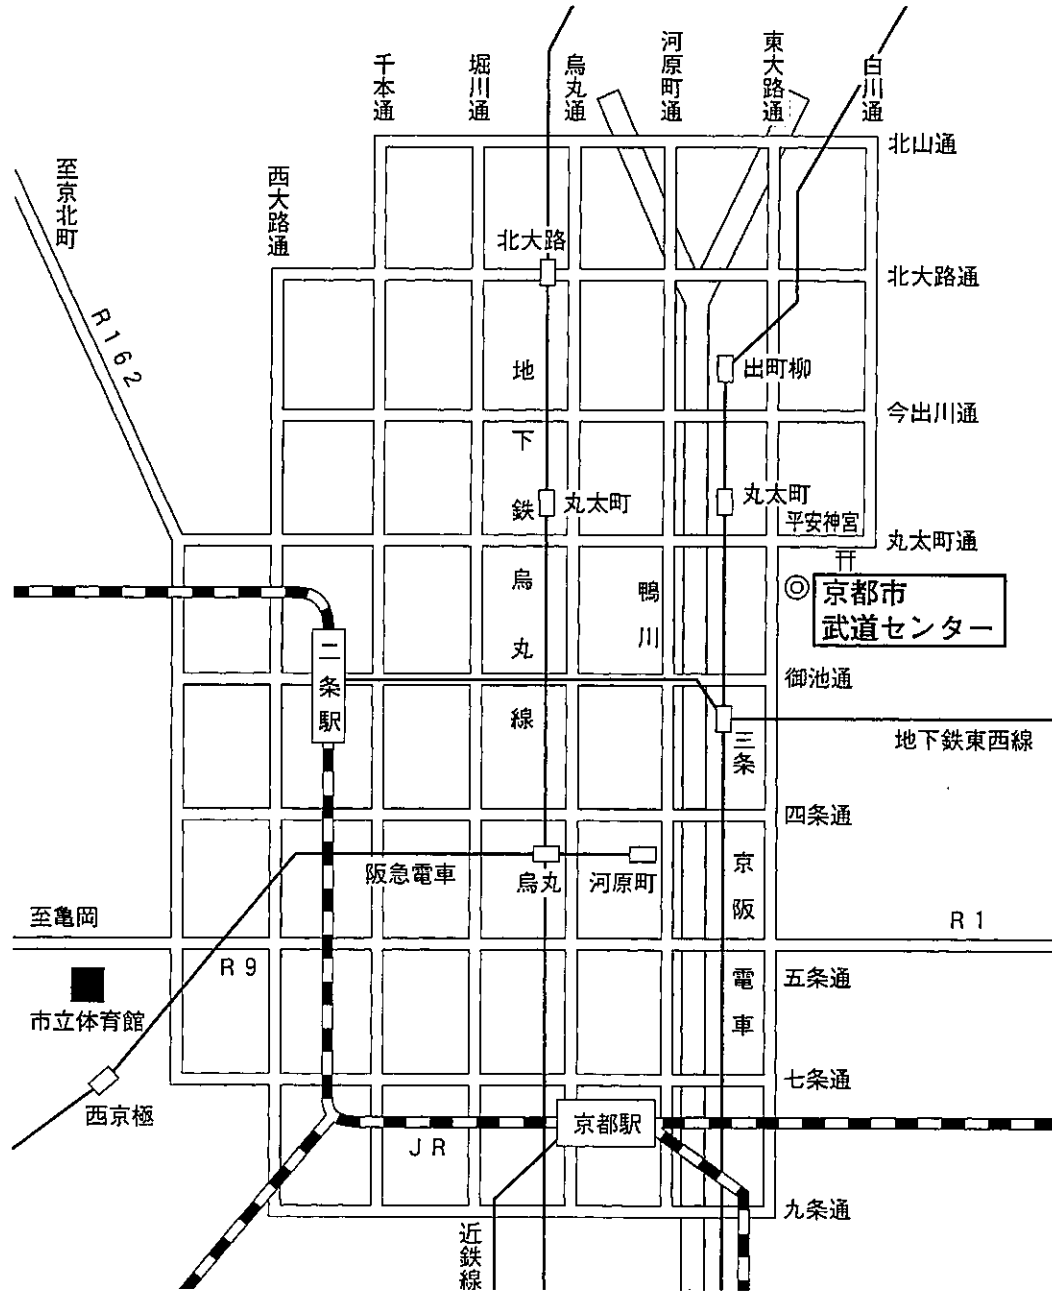 千本通
堀川通
烏丸通
河原町通
東大路通
白川通
北山通
至京北町
西大路通
北大路
北大路通
R162
出町柳
今出川通
地下鉄烏丸線
丸太町
丸太町
平安神宮
丸太町通
鴨川
京都市
武道センター
二条駅
御池通
三条
地下鉄東西線
四条通
阪急電車
烏丸
河原町
京阪電車
至亀岡
R1
R9
五条通
市立体育館
七条通
西京極
京都駅
JR
九条通
近鉄線